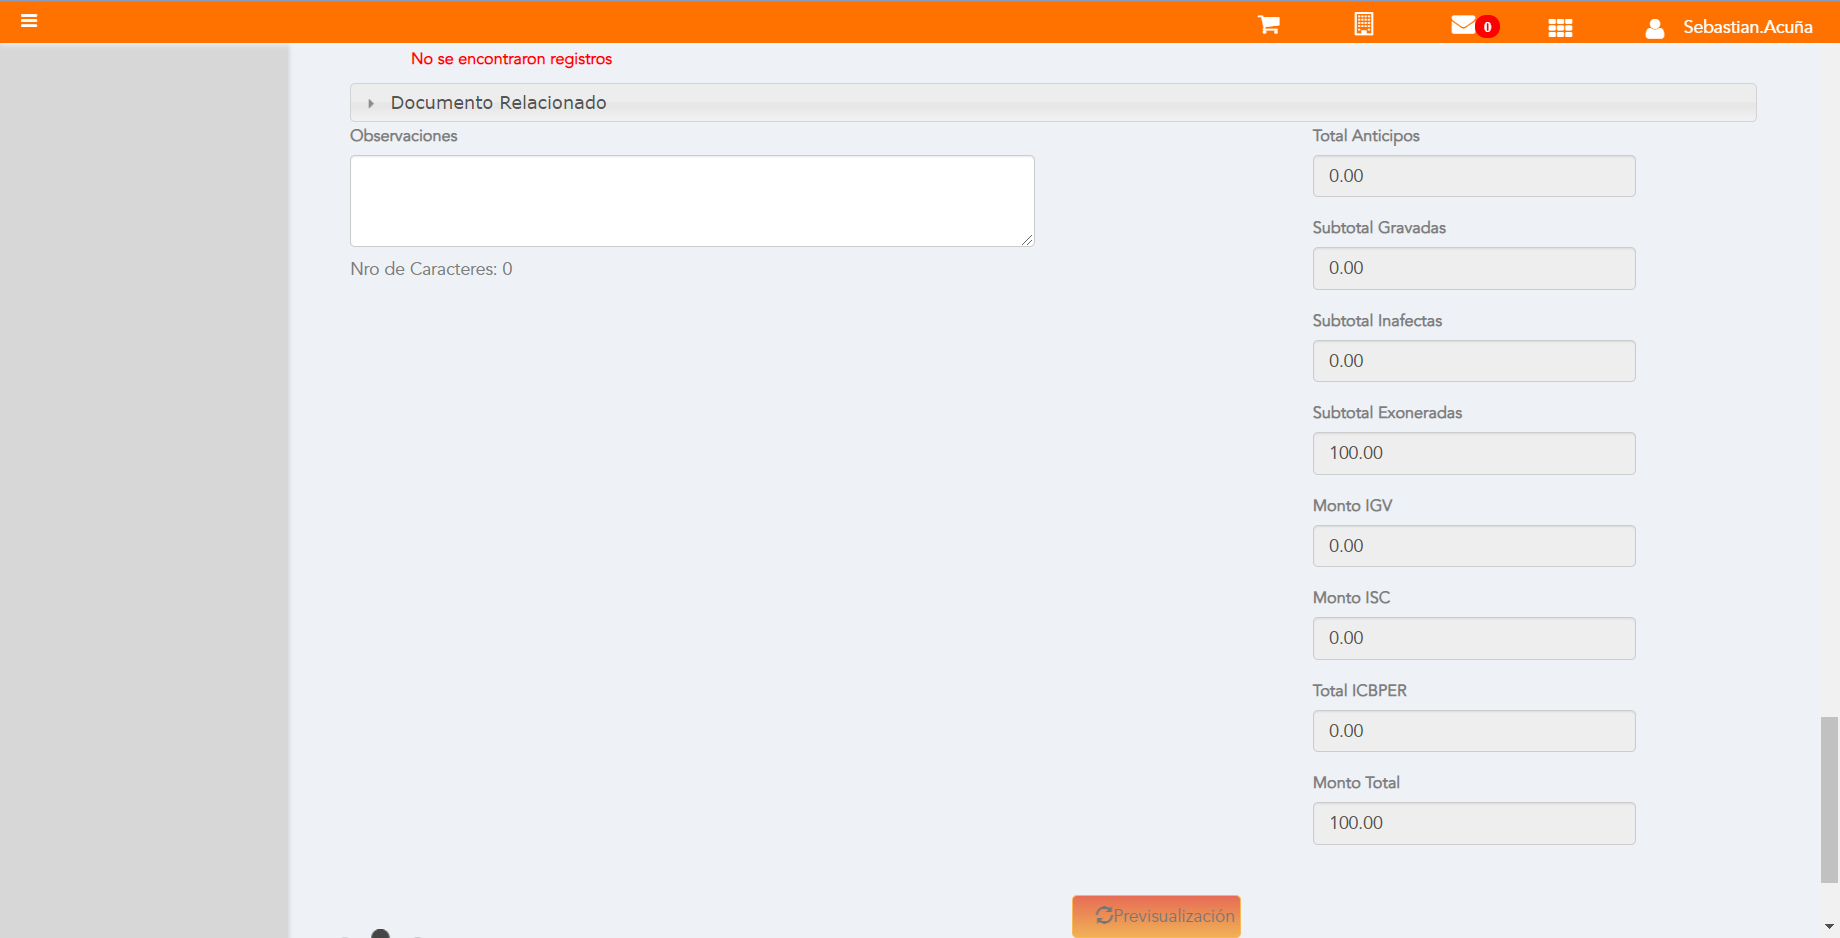 0
Sebastian.Acuña
No se encontraron registros
Documento Relacionado
Observaciones
Nro de Caracteres: 0
Total Anticipos
0.00
Subtotal Gravadas
0.00
Subtotal Inafectas
0.00
Subtotal Exoneradas
100.00
Monto IGV
0.00
Monto ISC
0.00
Total ICBPER
0.00
Monto Total
100.00
Previsualización